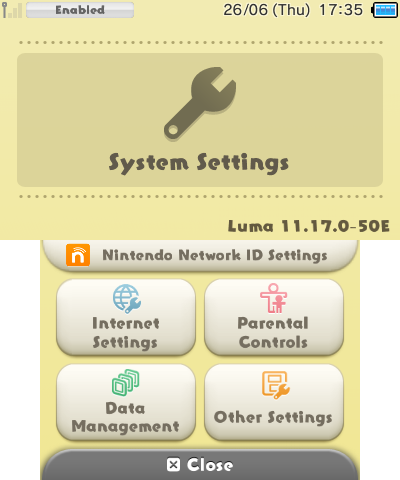 Enabled
26/06 (Thu) 17:35
System Settings
Luma 11.17.0-50E
Nintendo Network ID Settings
Internet
Settings
Parental
Controls
Data
Management
Other Settings
Close